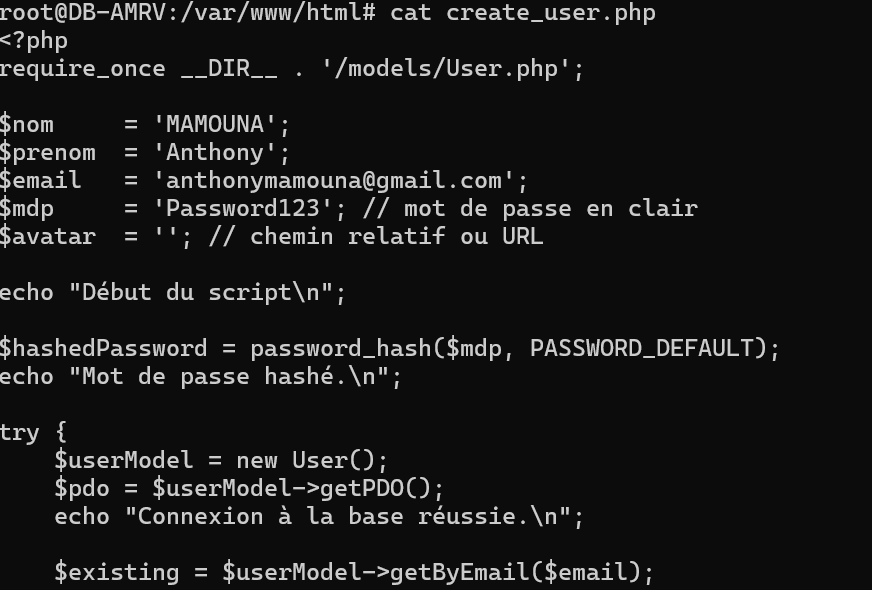 root@DB-AMRV:/var/www/html# cat create_user.php
<?php
require_once __DIR__ . '/models/User.php';
$nom     = 'MAMOUNA';
$prenom  = 'Anthony';
$email   = 'anthonymamouna@gmail.com';
$mdp     = 'Password123'; // mot de passe en clair
$avatar  = ''; // chemin relatif ou URL
echo "Début du script\n";
$hashedPassword = password_hash($mdp, PASSWORD_DEFAULT);
echo "Mot de passe hashé.\n";
try {
    $userModel = new User();
    $pdo = $userModel->getPDO();
    echo "Connexion à la base réussie.\n";
    $existing = $userModel->getByEmail($email);